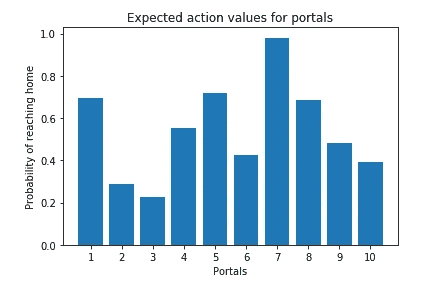 Expected action values for portals
Probability of reaching home
1.0
0.8
0.6
0.4
0.2
0.0
1 2 3 4 5 6 7 8 9 10
Portals